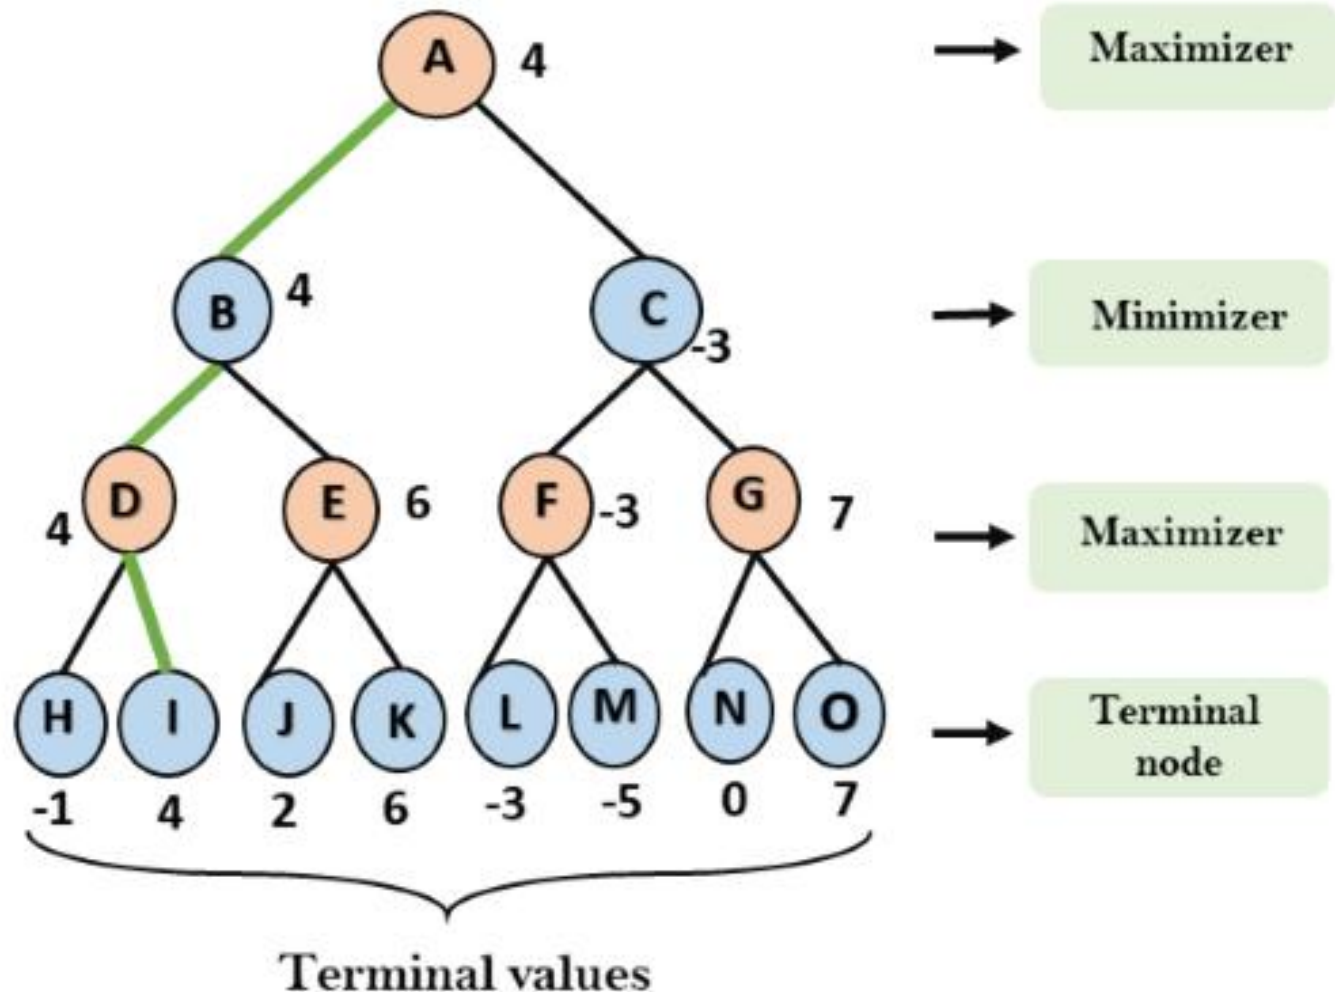 A 4
Maximizer
B 4
C -3
Minimizer
4 D
E 6
F -3
G 7
Maximizer
H I J K L M N O
Terminal
node
-1 4 2 6 -3 -5 0 7
Terminal values